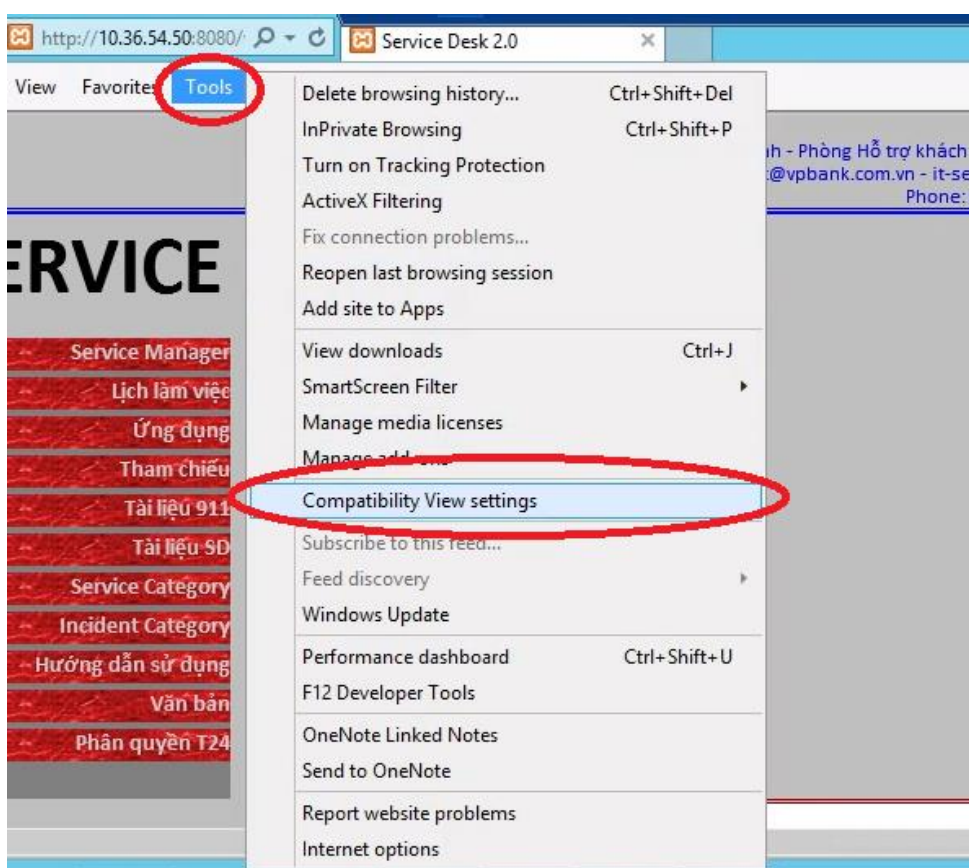 http://10.36.54.50:8080/
Service Desk 2.0
View Favorites Tools
Delete browsing history... Ctrl+Shift+Del
InPrivate Browsing Ctrl+Shift+P
Turn on Tracking Protection
ActiveX Filtering
Fix connection problems...
Reopen last browsing session
Add site to Apps
View downloads Ctrl+J
SmartScreen Filter
Manage media licenses
Manage add-ons
Compatibility View settings
Subscribe to this feed...
Feed discovery
Windows Update
Performance dashboard Ctrl+Shift+U
F12 Developer Tools
OneNote Linked Notes
Send to OneNote
Report website problems
Internet options
nh - Phòng Hỗ trợ khách
@vpbank.com.vn - it-se
Phone:
ERVICE
Service Manager
Lịch làm việc
Ứng dụng
Tham chiếu
Tài liệu 911
Tài liệu SD
Service Category
Incident Category
Hướng dẫn sử dụng
Văn bản
Phân quyền T24